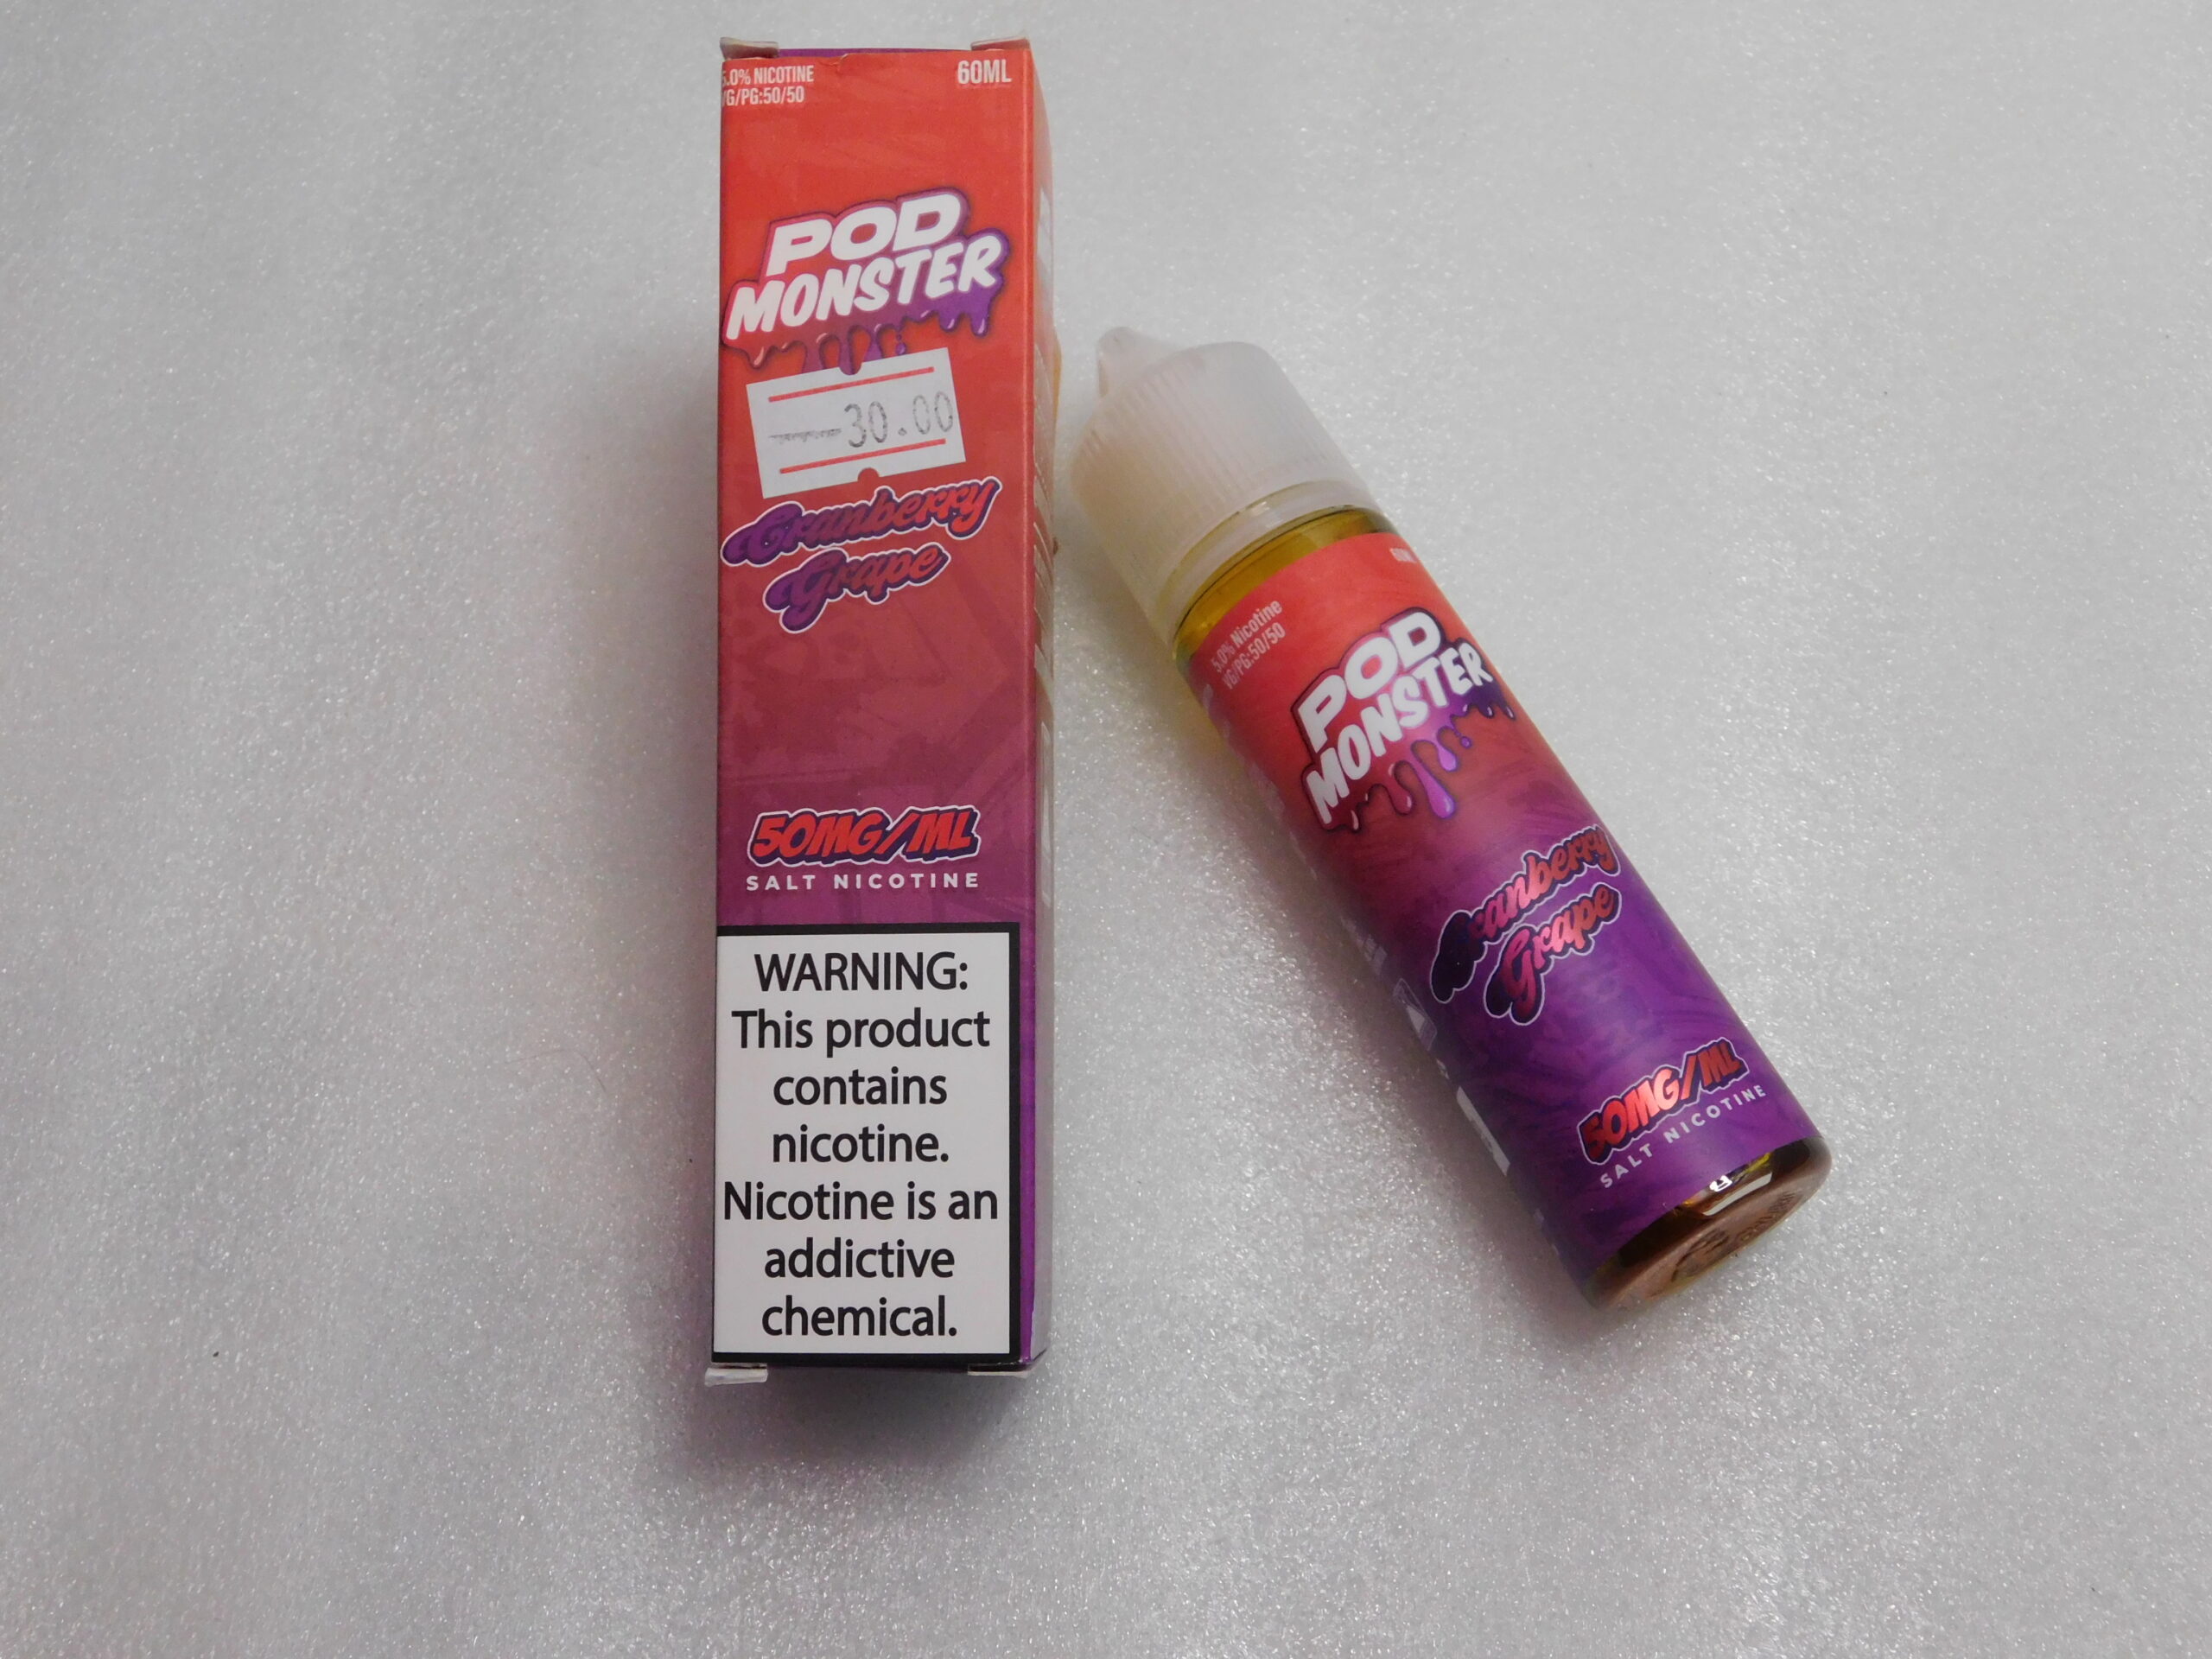 5.0% NICOTINE
VG/PG:50/50
60ML
POD
MONSTER
30.00
Cranberry
Grape
50MG/ML
SALT NICOTINE
WARNING:
This product
contains
nicotine.
Nicotine is an
addictive
chemical.
5.0% Nicotine
VG/PG:50/50
60ML
POD
MONSTER
Cranberry
Grape
50MG/ML
SALT NICOTINE